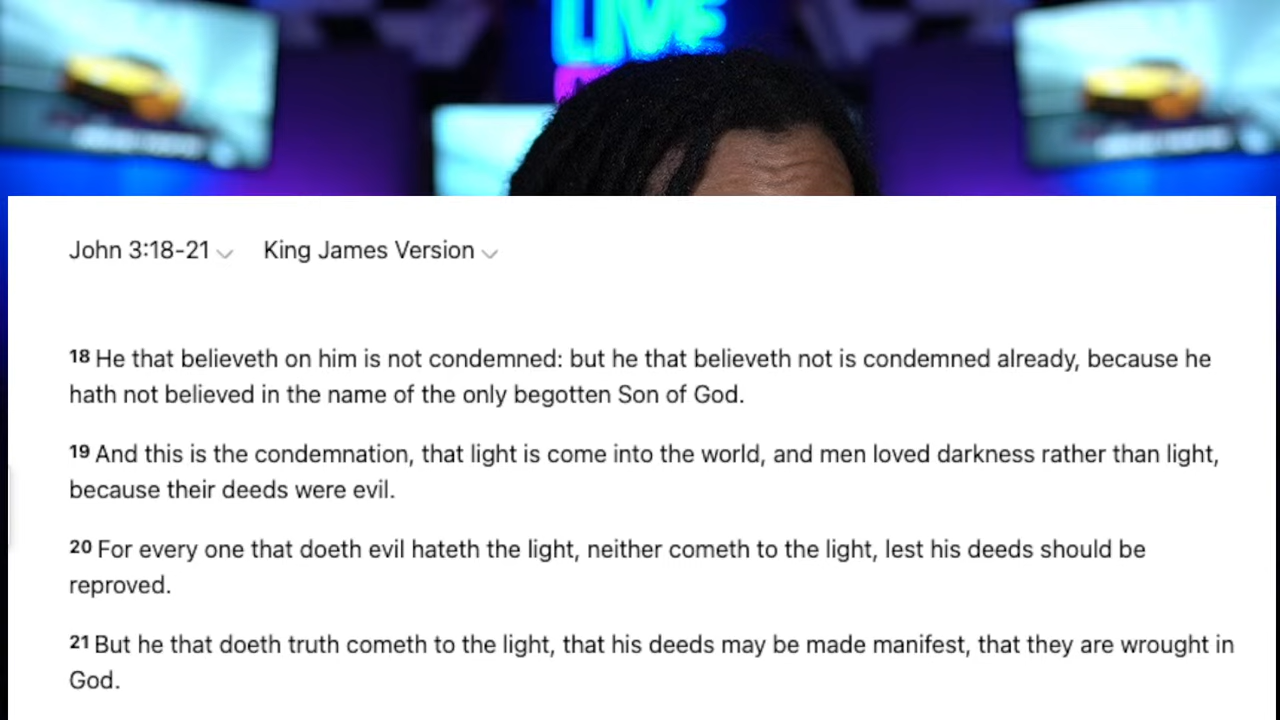 LIVE
John 3:18-21 King James Version
18 He that believeth on him is not condemned: but he that believeth not is condemned already, because he
hath not believed in the name of the only begotten Son of God.
19 And this is the condemnation, that light is come into the world, and men loved darkness rather than light,
because their deeds were evil.
20 For every one that doeth evil hateth the light, neither cometh to the light, lest his deeds should be
reproved.
21 But he that doeth truth cometh to the light, that his deeds may be made manifest, that they are wrought in
God.